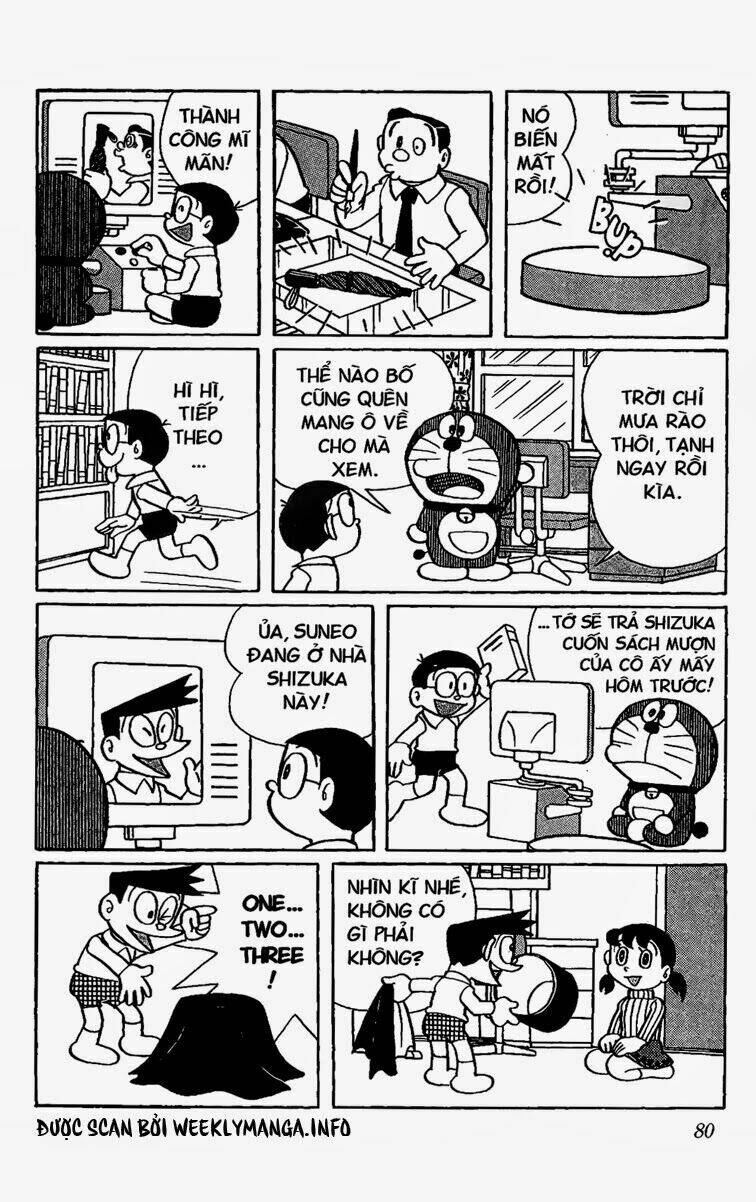 NÓ
BIẾN
MẤT
RỒI!
BỤP
THÀNH
CÔNG MĨ
MÃN!
TRỜI CHỈ
MƯA RÀO
THÔI, TẠNH
NGAY RỒI
KÌA.
THỂ NÀO BỐ
CŨNG QUÊN
MANG Ô VỀ
CHO MÀ
XEM.
HÌ HÌ,
TIẾP
THEO
...
...TỚ SẼ TRẢ SHIZUKA
CUỐN SÁCH MƯỢN
CỦA CÔ ẤY MẤY
HÔM TRƯỚC!
ỦA, SUNEO
ĐANG Ở NHÀ
SHIZUKA
NÀY!
NHÌN KĨ NHÉ,
KHÔNG CÓ
GÌ PHẢI
KHÔNG?
ONE...
TWO...
THREE
!
ĐƯỢC SCAN BỞI WEEKLYMANGA.INFO
80